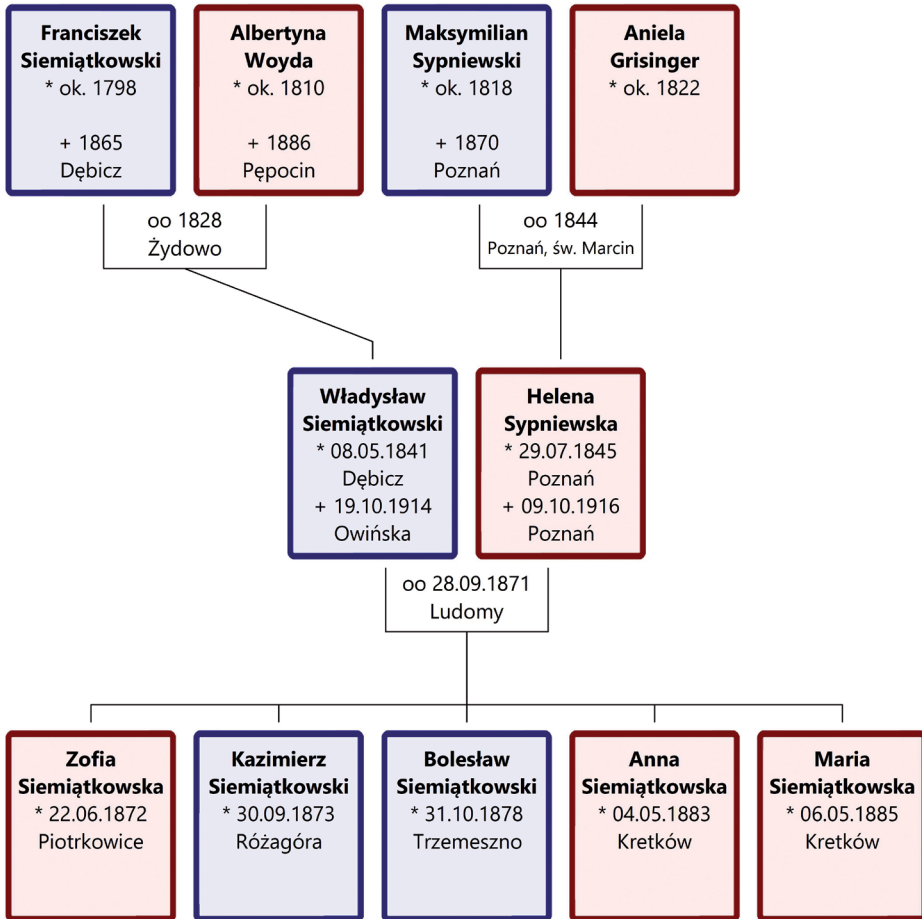 Franciszek
Siemiątkowski
* ok. 1798
+ 1865
Dębicz
Albertyna
Woyda
* ok. 1810
+ 1886
Pępocin
Maksymilian
Sypniewski
* ok. 1818
+ 1870
Poznań
Aniela
Grisinger
* ok. 1822
oo 1828
Żydowo
oo 1844
Poznań, św. Marcin
Władysław
Siemiątkowski
* 08.05.1841
Dębicz
+ 19.10.1914
Owińska
Helena
Sypniewska
* 29.07.1845
Poznań
+ 09.10.1916
Poznań
oo 28.09.1871
Ludomy
Zofia
Siemiątkowska
* 22.06.1872
Piotrkowice
Kazimierz
Siemiątkowski
* 30.09.1873
Różagóra
Bolesław
Siemiątkowski
* 31.10.1878
Trzemeszno
Anna
Siemiątkowska
* 04.05.1883
Kretków
Maria
Siemiątkowska
* 06.05.1885
Kretków